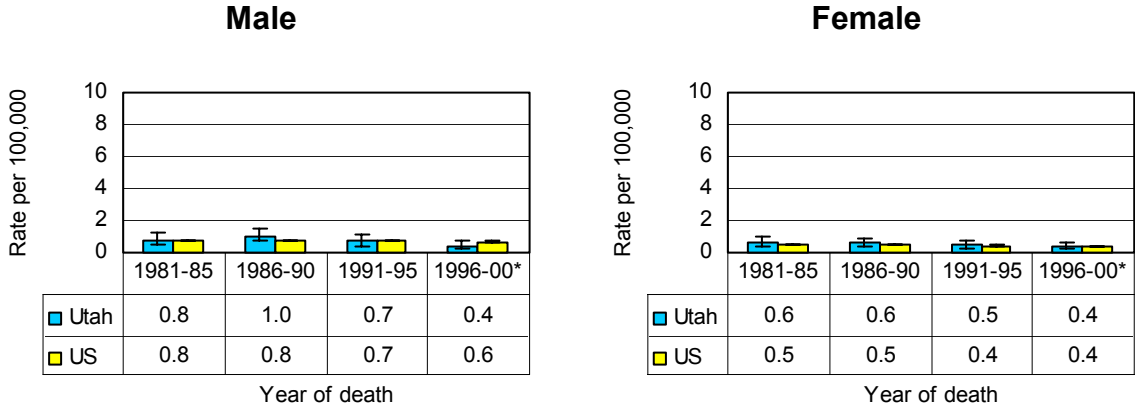 Male
Rate per 100,000
10
8
6
4
2
0
1981-85 1986-90 1991-95 1996-00*
Utah 0.8 1.0 0.7 0.4
US 0.8 0.8 0.7 0.6
Year of death
Female
Rate per 100,000
10
8
6
4
2
0
1981-85 1986-90 1991-95 1996-00*
Utah 0.6 0.6 0.5 0.4
US 0.5 0.5 0.4 0.4
Year of death